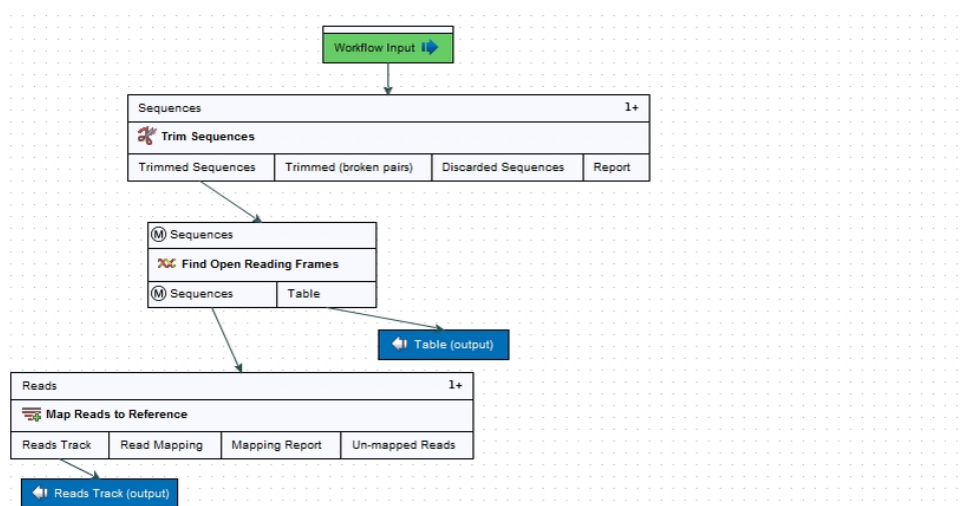 Workflow Input
Sequences 1+
Trim Sequences
Trimmed Sequences Trimmed (broken pairs) Discarded Sequences Report
M Sequences
Find Open Reading Frames
M Sequences Table
Table (output)
Reads 1+
Map Reads to Reference
Reads Track Read Mapping Mapping Report Un-mapped Reads
Reads Track (output)